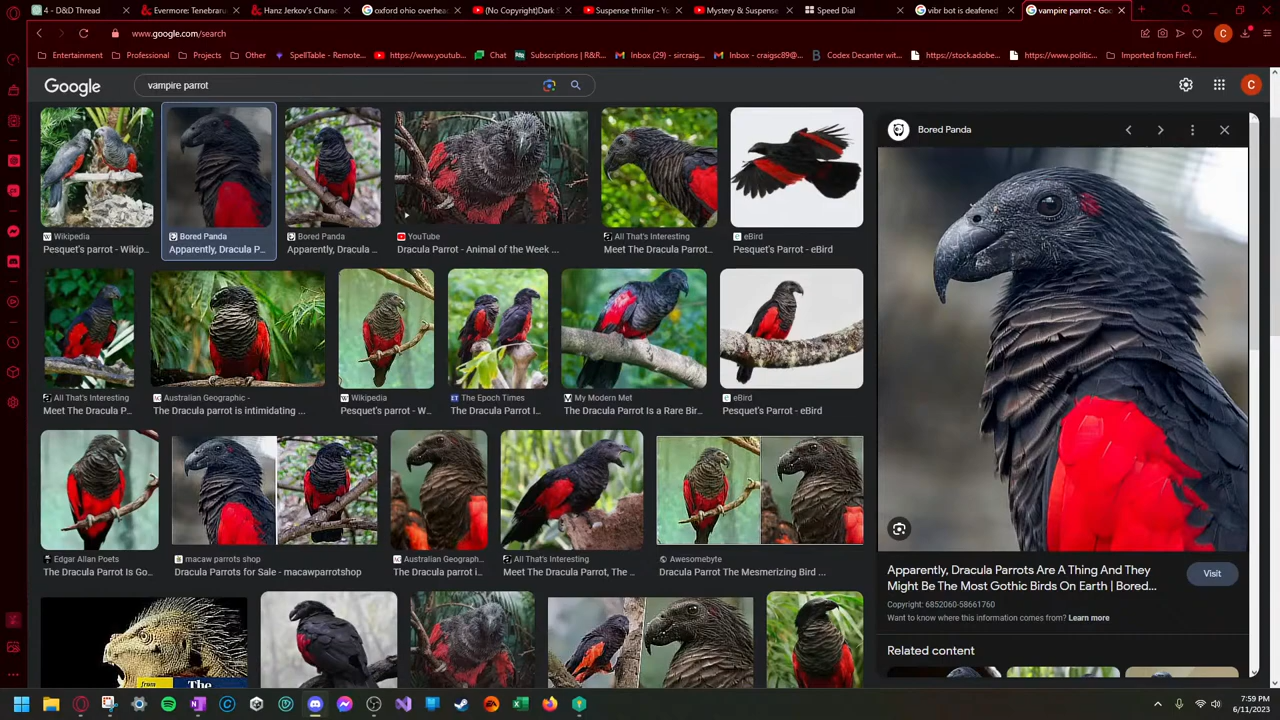 4 - D&D Thread
Evermore: Tenebraru
Hanz Jerkov's Charac
oxford ohio overhead
(No Copyright)Dark S
Suspense thriller - Yo
Mystery & Suspense
Speed Dial
vibr bot is deafened
vampire parrot - Goo
www.google.com/search
Entertainment
Professional
Projects
Other
SpellTable - Remote...
https://www.youtub...
Chat
Subscriptions | R&R...
Inbox (29) - sircraig...
Inbox - craigsc89@...
Codex Decanter wit...
https://stock.adobe...
https://www.politic...
Imported from Firef...
Google
vampire parrot
C
Wikipedia
Pesquet's parrot - Wikip...
Bored Panda
Apparently, Dracula P...
Bored Panda
Apparently, Dracula ...
YouTube
Dracula Parrot - Animal of the Week ...
All That's Interesting
Meet The Dracula Parrot...
eBird
Pesquet's Parrot - eBird
All That's Interesting
Meet The Dracula P...
Australian Geographic -
The Dracula parrot is intimidating ...
Wikipedia
Pesquet's parrot - W...
The Epoch Times
The Dracula Parrot I...
My Modern Met
The Dracula Parrot Is a Rare Bir...
eBird
Pesquet's Parrot - eBird
Edgar Allan Poets
The Dracula Parrot Is Go...
macaw parrots shop
Dracula Parrots for Sale - macawparrotshop
Australian Geograph...
The Dracula parrot i...
All That's Interesting
Meet The Dracula Parrot, The ...
Awesomebyte
Dracula Parrot The Mesmerizing Bird ...
from
The
Bored Panda
Apparently, Dracula Parrots Are A Thing And They
Might Be The Most Gothic Birds On Earth | Bored...
Visit
Copyright: 6852060-58661760
Want to know where this information comes from? Learn more
Related content
7:59 PM
6/11/2023